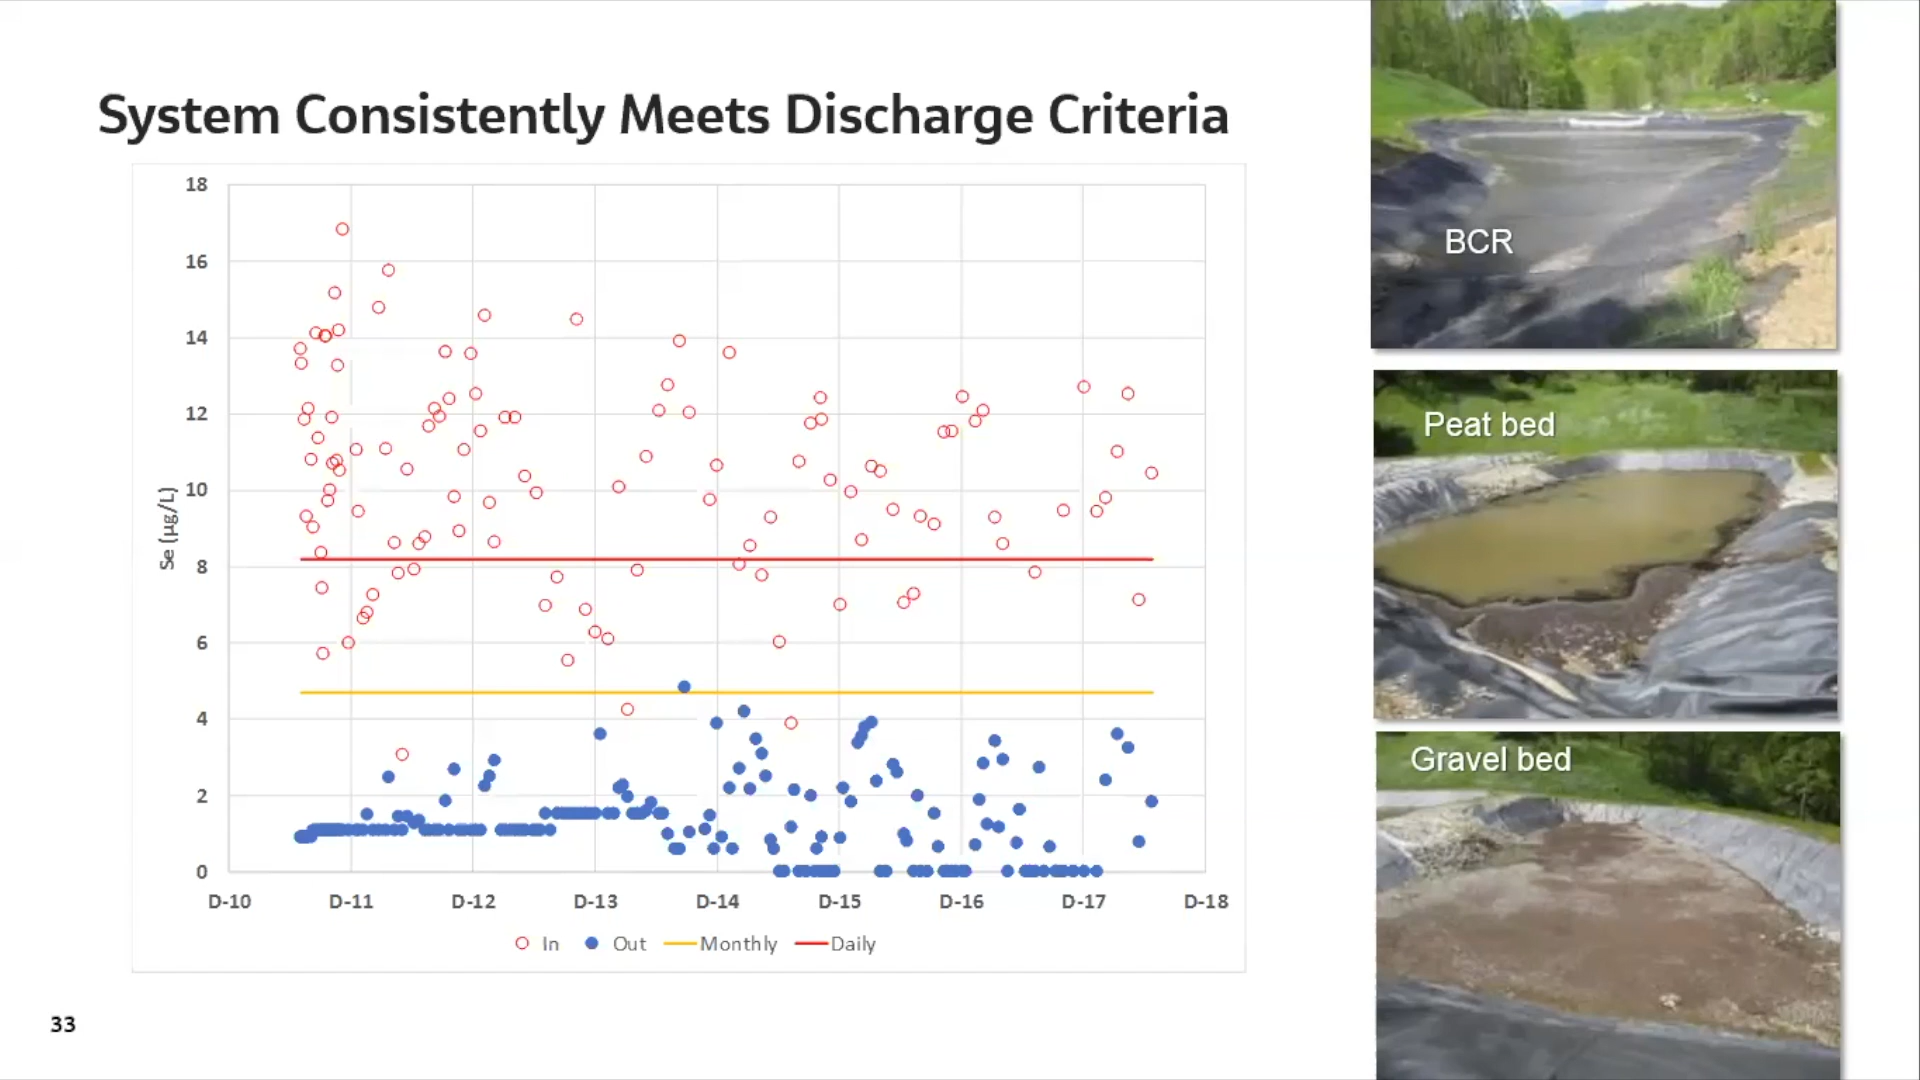 System Consistently Meets Discharge Criteria
18
16
14
12
10
8
6
4
2
0
Se (µg/L)
D-10 D-11 D-12 D-13 D-14 D-15 D-16 D-17 D-18
In Out Monthly Daily
BCR
Peat bed
Gravel bed
33